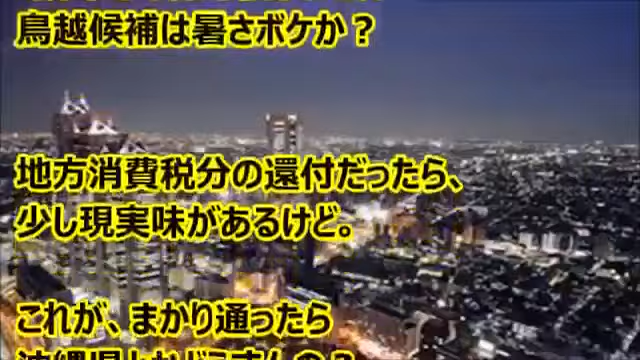 鳥越候補は暑さボケか？
地方消費税分の還付だったら、
少し現実味があるけど。
これが、まかり通ったら